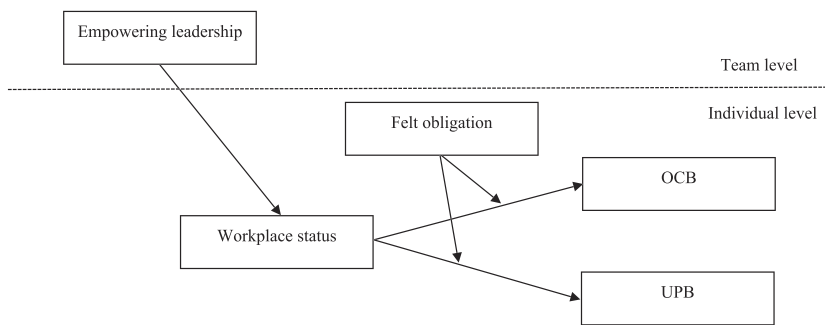 Empowering leadership
Team level
Individual level
Felt obligation
OCB
Workplace status
UPB